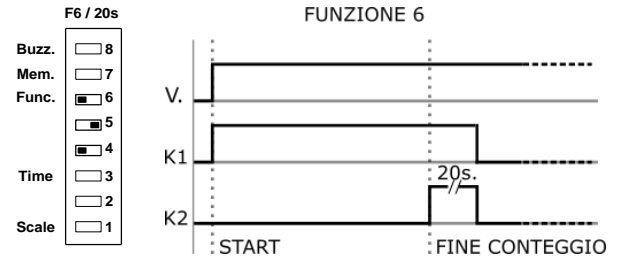 F6 / 20s
FUNZIONE 6
Buzz. 8
Mem. 7
Func. 6
5
4
Time 3
2
Scale 1
V.
K1
20s.
K2
START
FINE CONTEGGIO